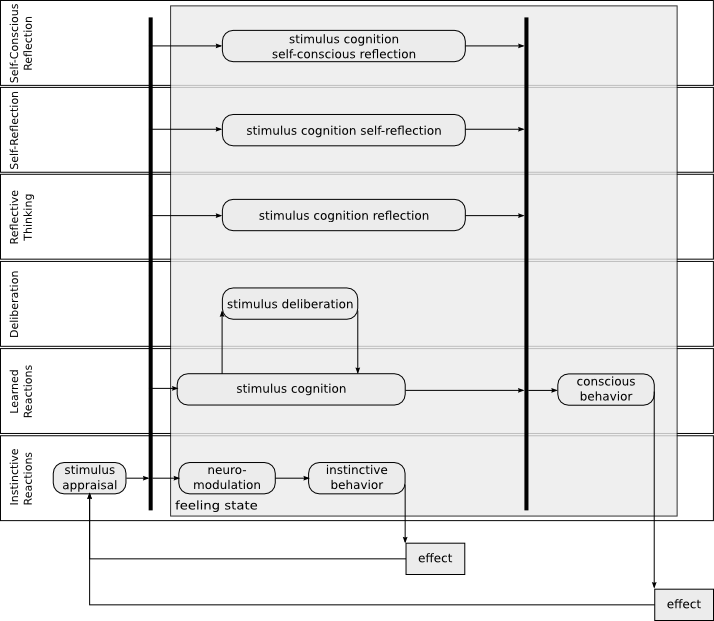 Self-Conscious
Reflection
stimulus cognition
self-conscious reflection
Self-Reflection
stimulus cognition self-reflection
Reflective
Thinking
stimulus cognition reflection
Deliberation
stimulus deliberation
Learned
Reactions
stimulus cognition
conscious
behavior
Instinctive
Reactions
stimulus
appraisal
neuro-
modulation
instinctive
behavior
feeling state
effect
effect